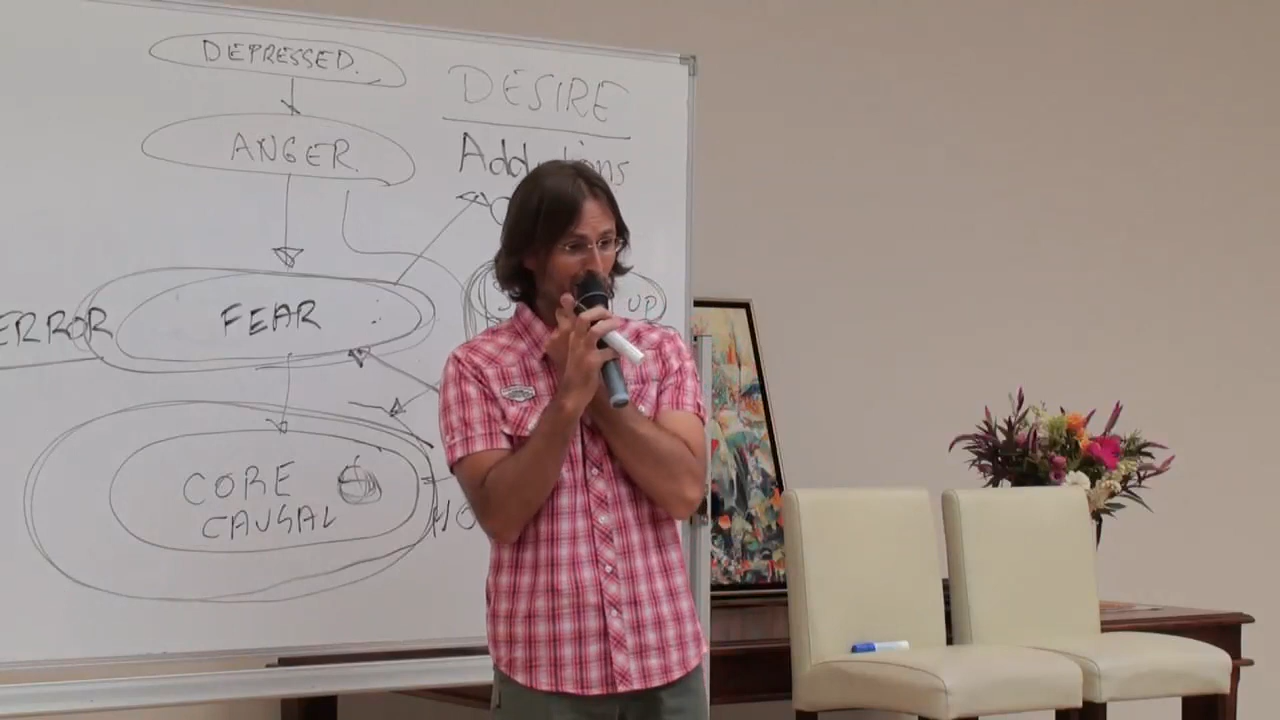 DEPRESSED.
DESIRE
ANGER
FEAR
ERROR
UP
CORE
CAUSAL